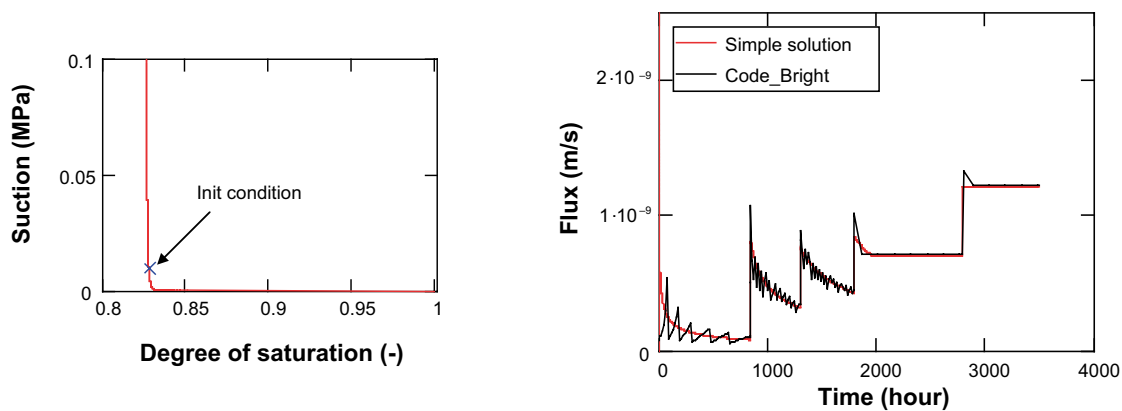 Suction (MPa)
0.1
0.05
0
Init condition
0.8
0.85
0.9
0.95
1
Degree of saturation (-)
Flux (m/s)
2·10⁻⁹
1·10⁻⁹
0
Simple solution
Code_Bright
0
1000
2000
3000
4000
Time (hour)